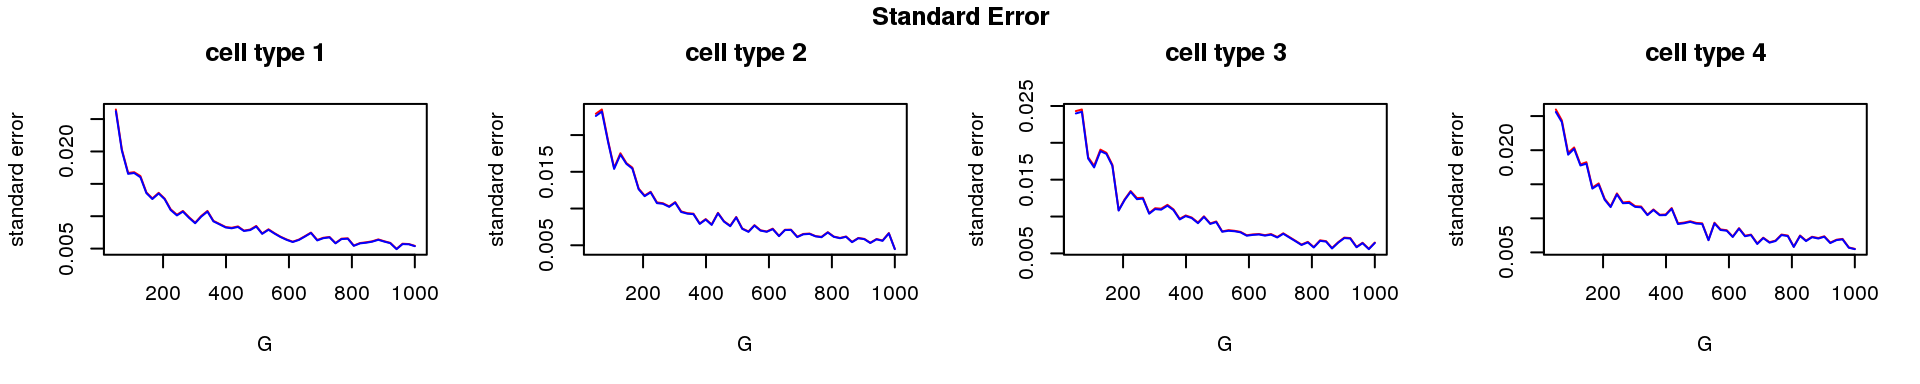 Standard Error
cell type 1
standard error
0.005
0.020
200 400 600 800 1000
G
cell type 2
standard error
0.005
0.015
200 400 600 800 1000
G
cell type 3
standard error
0.005
0.015
0.025
200 400 600 800 1000
G
cell type 4
standard error
0.005
0.020
200 400 600 800 1000
G